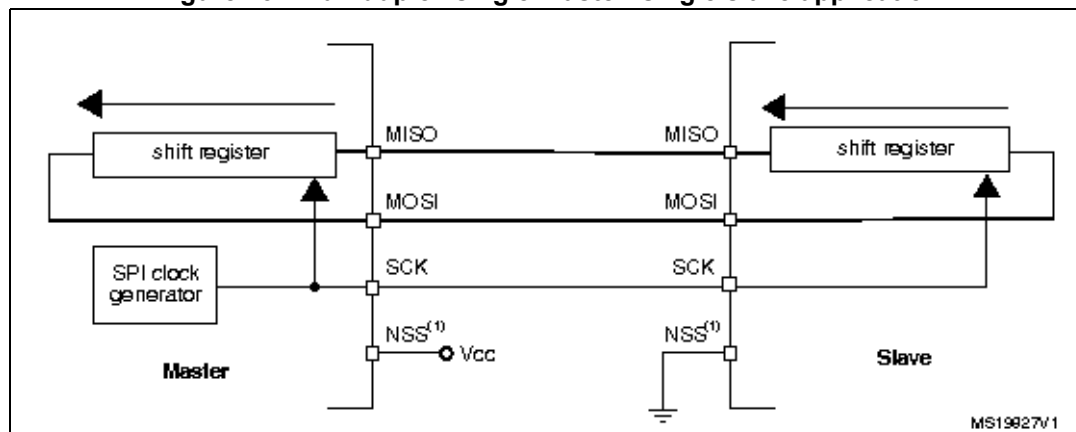 shift register
MISO
MISO
shift register
MOSI
MOSI
SPI clock
generator
SCK
SCK
NSS(1)
Vcc
NSS(1)
Master
Slave
MS19827V1